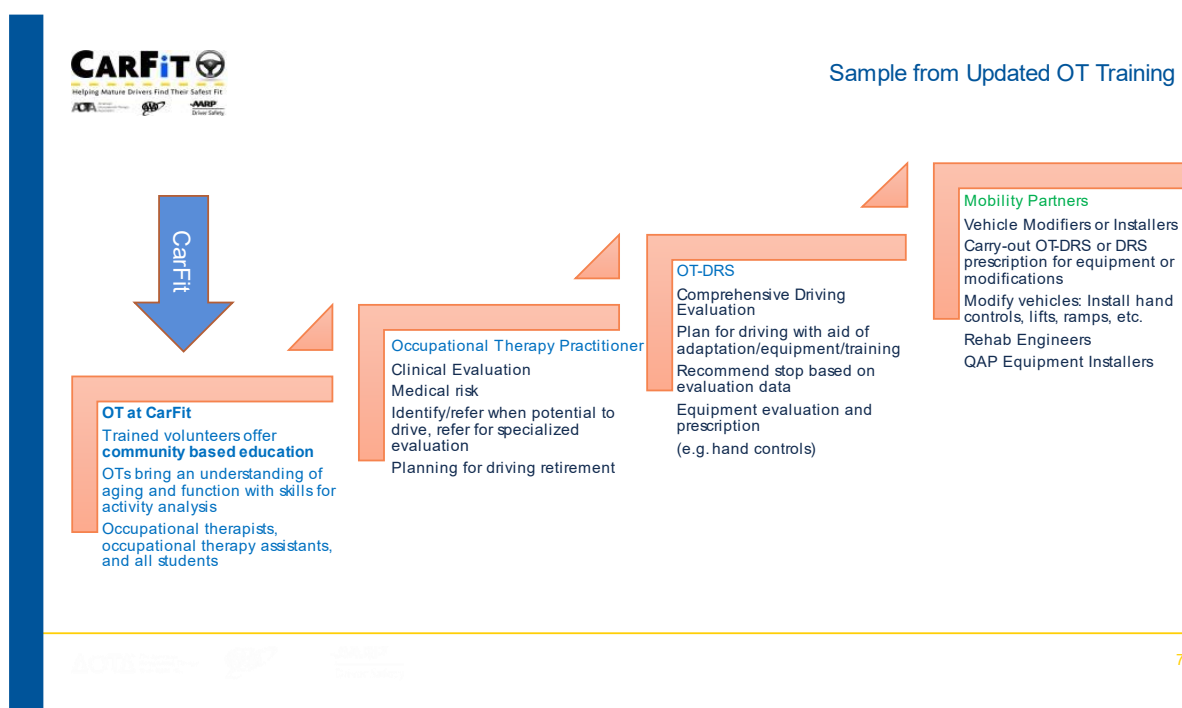 CARFiT
Helping Mature Drivers Find Their Safest Fit
AOTA
AAA
AARP
Driver Safety
Sample from Updated OT Training
CarFit
OT at CarFit
Trained volunteers offer
community based education
OTs bring an understanding of
aging and function with skills for
activity analysis
Occupational therapists,
occupational therapy assistants,
and all students
Occupational Therapy Practitioner
Clinical Evaluation
Medical risk
Identify/refer when potential to
drive, refer for specialized
evaluation
Planning for driving retirement
OT-DRS
Comprehensive Driving
Evaluation
Plan for driving with aid of
adaptation/equipment/training
Recommend stop based on
evaluation data
Equipment evaluation and
prescription
(e.g. hand controls)
Mobility Partners
Vehicle Modifiers or Installers
Carry-out OT-DRS or DRS
prescription for equipment or
modifications
Modify vehicles: Install hand
controls, lifts, ramps, etc.
Rehab Engineers
QAP Equipment Installers
7